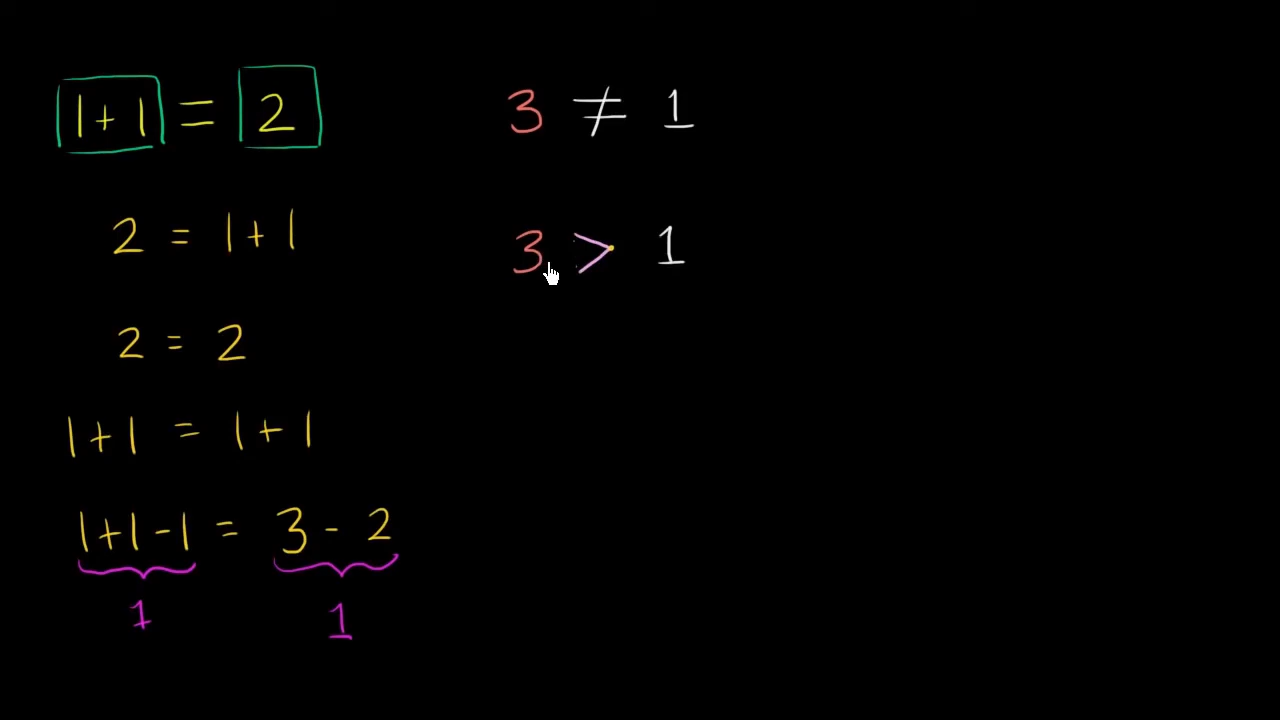 1+1 = 2
2 = 1+1
2 = 2
1+1 = 1+1
1+1-1 = 3-2
1 1
3 ≠ 1
3 > 1